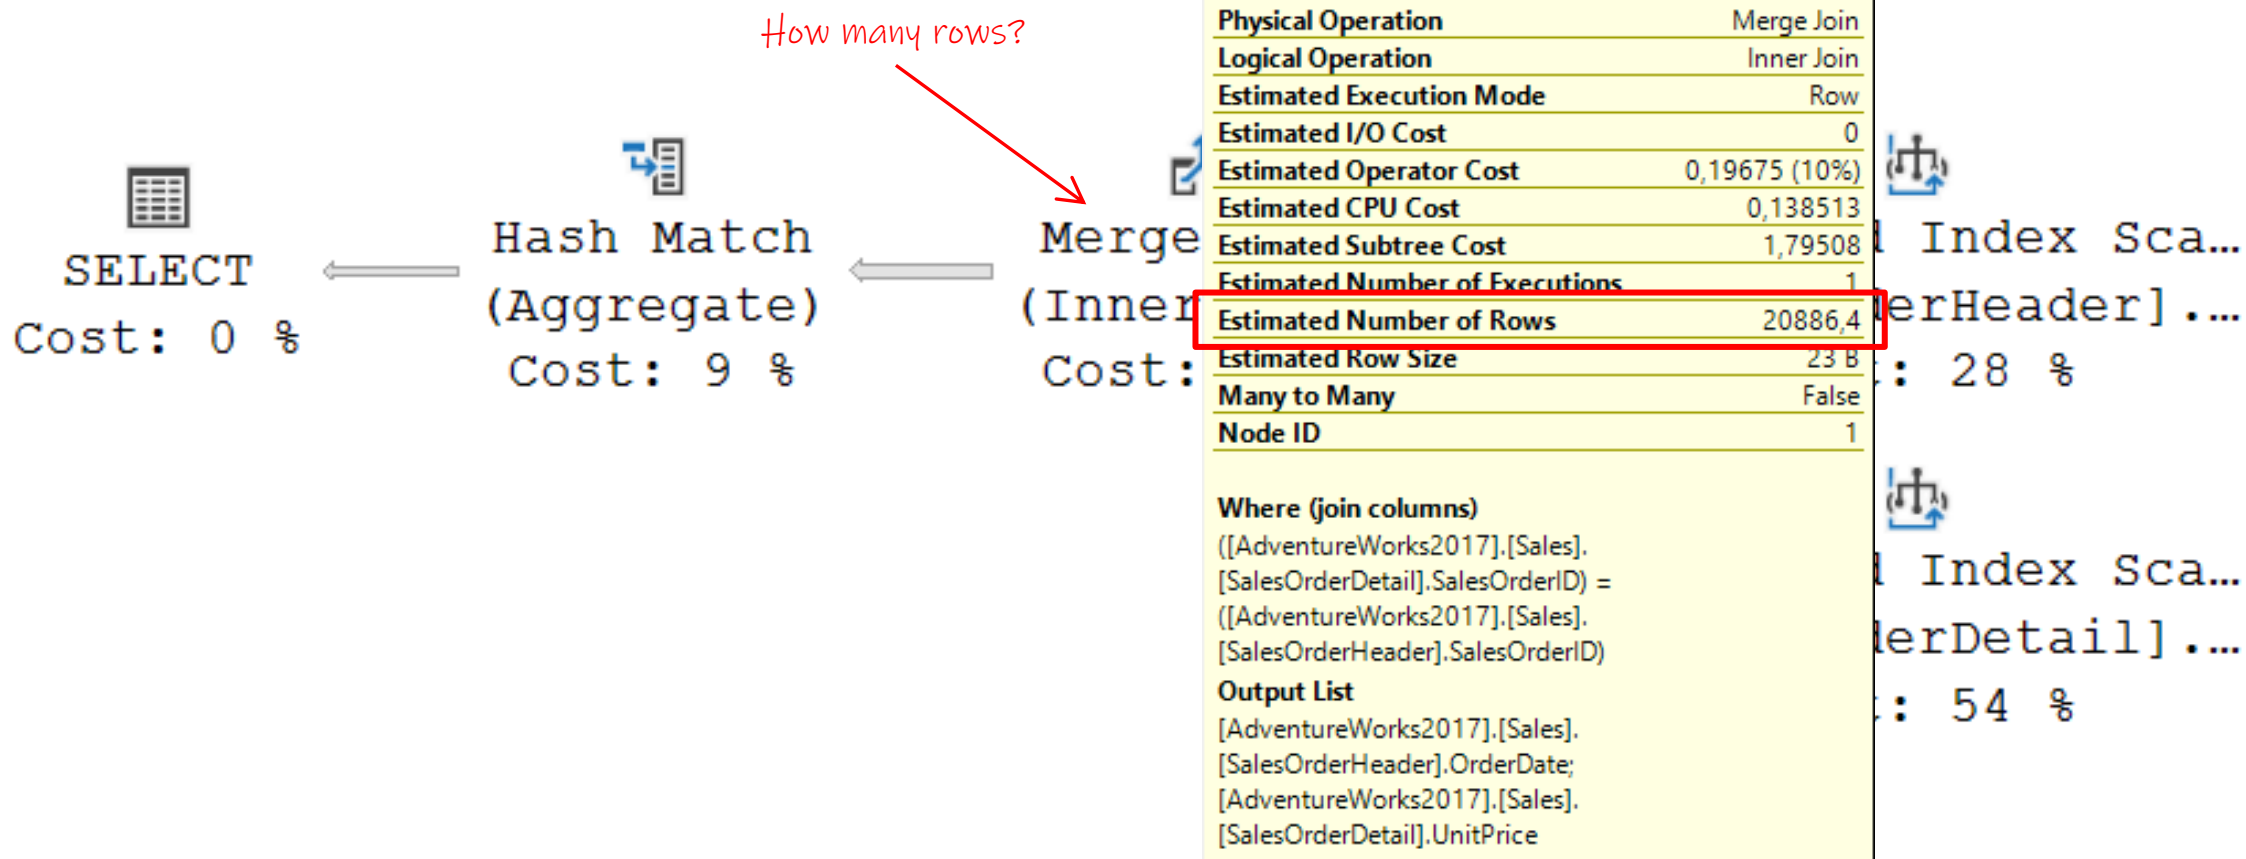 How many rows?
SELECT
Cost: 0 %
Hash Match
(Aggregate)
Cost: 9 %
Merge
(Inner
Cost:
Physical Operation Merge Join
Logical Operation Inner Join
Estimated Execution Mode Row
Estimated I/O Cost 0
Estimated Operator Cost 0,19675 (10%)
Estimated CPU Cost 0,138513
Estimated Subtree Cost 1,79508
Estimated Number of Executions 1
Estimated Number of Rows 20886,4
Estimated Row Size 23 B
Many to Many False
Node ID 1
Where (join columns)
([AdventureWorks2017].[Sales].
[SalesOrderDetail].SalesOrderID) =
([AdventureWorks2017].[Sales].
[SalesOrderHeader].SalesOrderID)
Output List
[AdventureWorks2017].[Sales].
[SalesOrderHeader].OrderDate;
[AdventureWorks2017].[Sales].
[SalesOrderDetail].UnitPrice
d Index Sca…
derHeader].…
: 28 %
d Index Sca…
derDetail].…
: 54 %